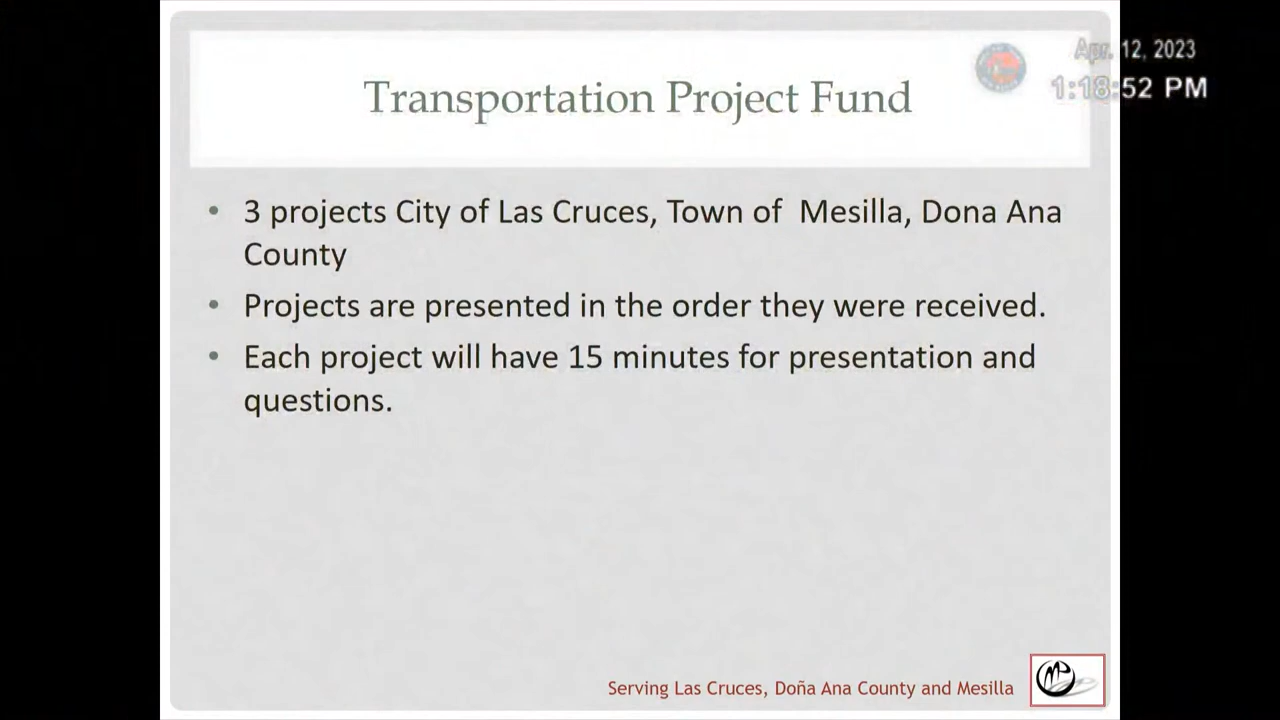 Apr. 12, 2023
1:18:52 PM
Transportation Project Fund
• 3 projects City of Las Cruces, Town of  Mesilla, Dona Ana
County
• Projects are presented in the order they were received.
• Each project will have 15 minutes for presentation and
questions.
Serving Las Cruces, Doña Ana County and Mesilla